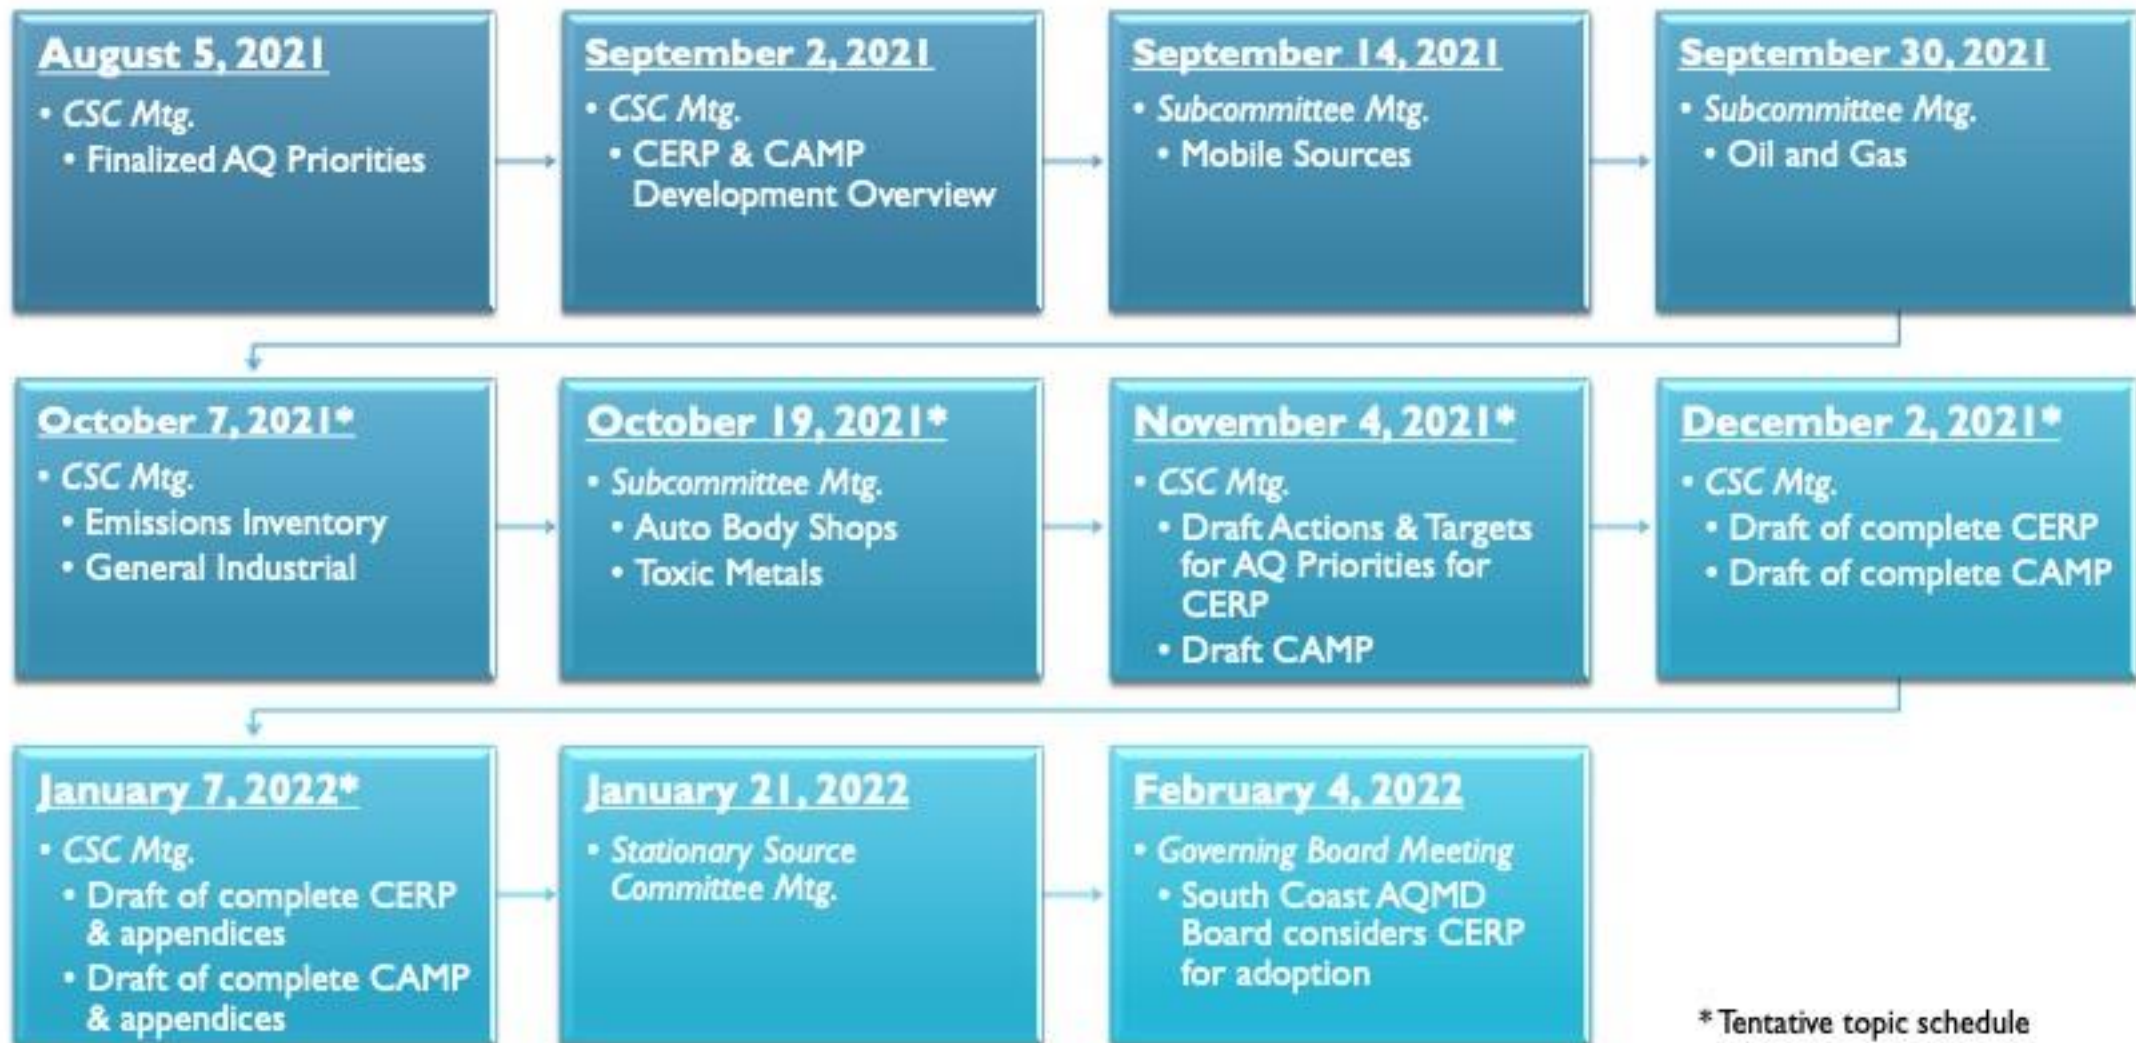 August 5, 2021
• CSC Mtg.
• Finalized AQ Priorities
September 2, 2021
• CSC Mtg.
• CERP & CAMP
Development Overview
September 14, 2021
• Subcommittee Mtg.
• Mobile Sources
September 30, 2021
• Subcommittee Mtg.
• Oil and Gas
October 7, 2021*
• CSC Mtg.
• Emissions Inventory
• General Industrial
October 19, 2021*
• Subcommittee Mtg.
• Auto Body Shops
• Toxic Metals
November 4, 2021*
• CSC Mtg.
• Draft Actions & Targets
for AQ Priorities for
CERP
• Draft CAMP
December 2, 2021*
• CSC Mtg.
• Draft of complete CERP
• Draft of complete CAMP
January 7, 2022*
• CSC Mtg.
• Draft of complete CERP
& appendices
• Draft of complete CAMP
& appendices
January 21, 2022
• Stationary Source
Committee Mtg.
February 4, 2022
• Governing Board Meeting
• South Coast AQMD
Board considers CERP
for adoption
* Tentative topic schedule